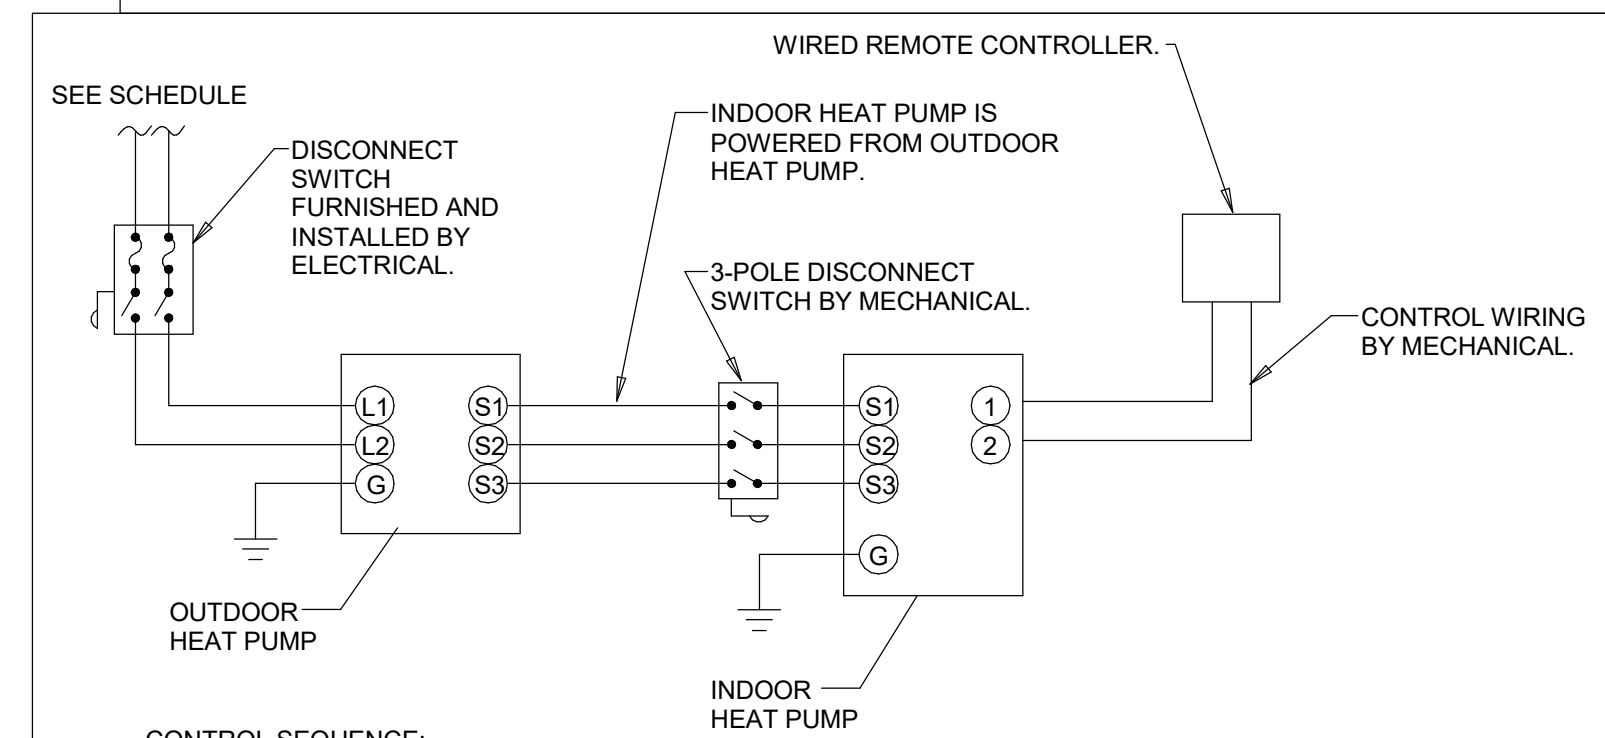 WIRED REMOTE CONTROLLER.
SEE SCHEDULE
INDOOR HEAT PUMP IS
POWERED FROM OUTDOOR
HEAT PUMP.
DISCONNECT
SWITCH
FURNISHED AND
INSTALLED BY
ELECTRICAL.
3-POLE DISCONNECT
SWITCH BY MECHANICAL.
CONTROL WIRING
BY MECHANICAL.
L1
L2
G
S1
S2
S3
S1
S2
S3
G
1
2
OUTDOOR
HEAT PUMP
INDOOR
HEAT PUMP
CONTROL SEQUENCE: